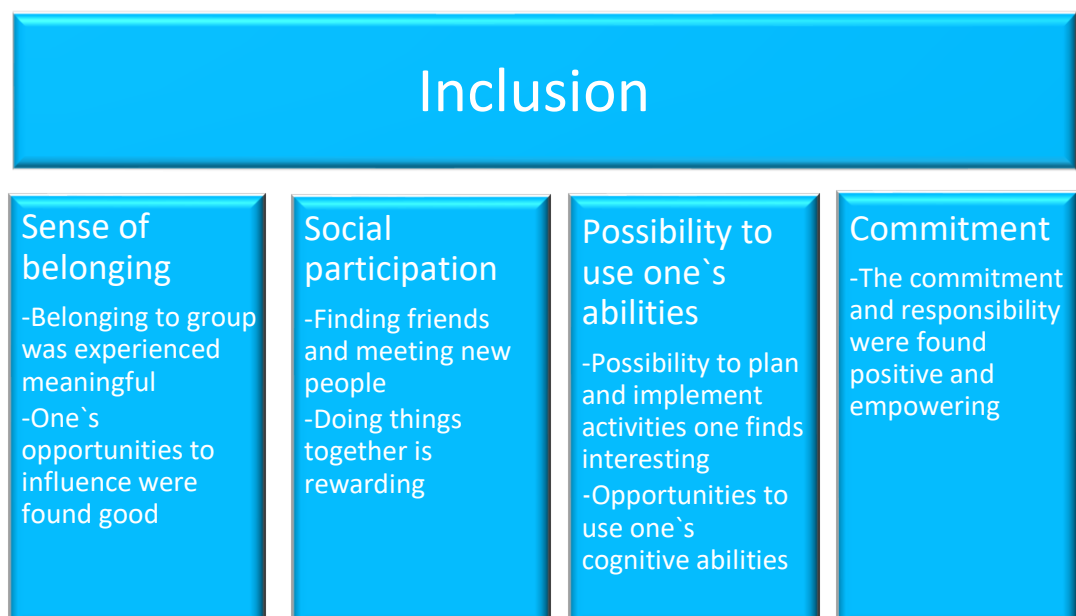 Inclusion
Sense of
belonging
-Belonging to group
was experienced
meaningful
-One`s
opportunities to
influence were
found good
Social
participation
-Finding friends
and meeting new
people
-Doing things
together is
rewarding
Possibility to
use one`s
abilities
-Possibility to plan
and implement
activities one finds
interesting
-Opportunities to
use one`s
cognitive abilities
Commitment
-The commitment
and responsibility
were found
positive and
empowering